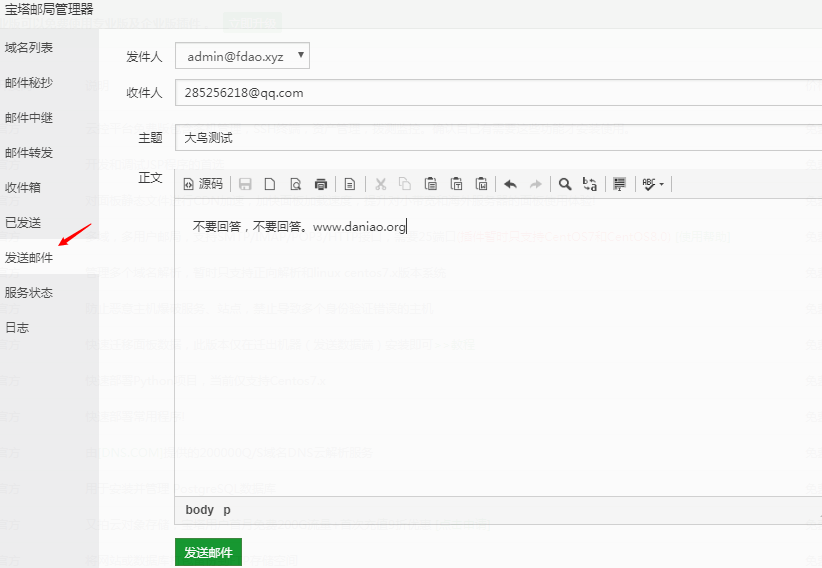 宝塔邮局管理器
域名列表
邮件秘抄
邮件中继
邮件转发
收件箱
已发送
发送邮件
服务状态
日志
发件人 admin@fdao.xyz
收件人 285256218@qq.com
主题 大鸟测试
正文 源码
不要回答，不要回答。www.daniao.org
body p
发送邮件